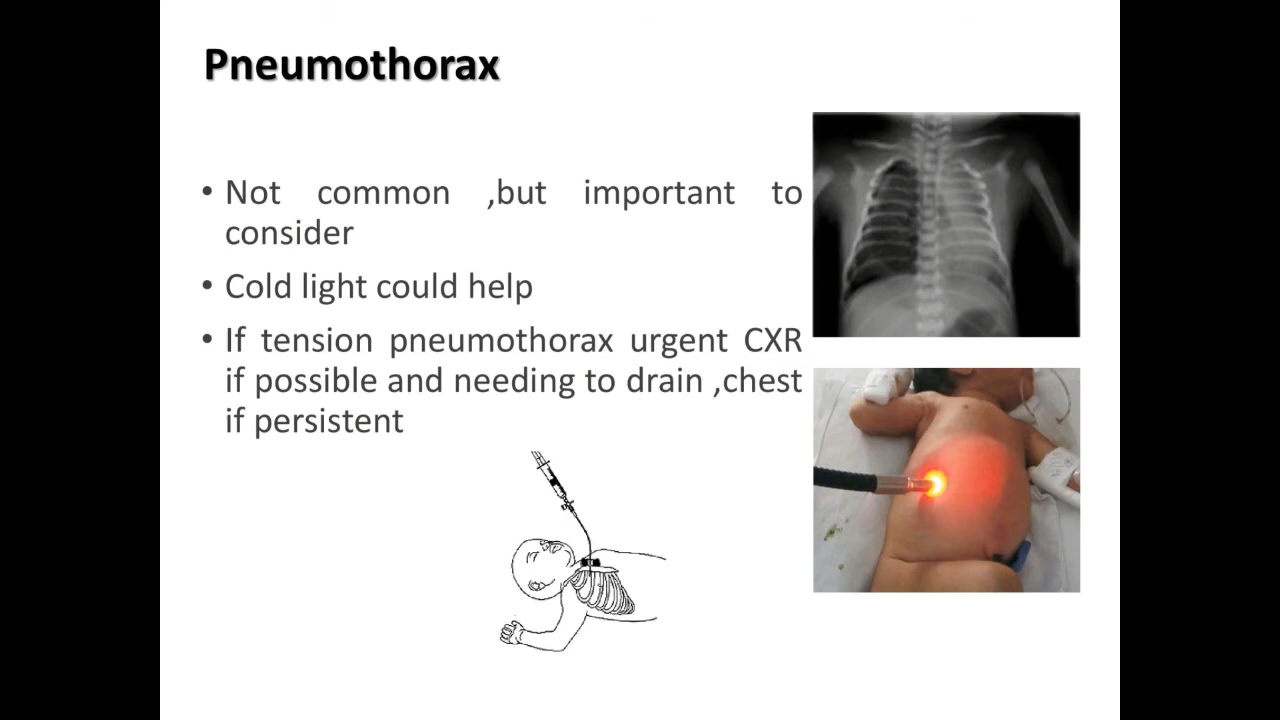 Pneumothorax
• Not common ,but important to
consider
• Cold light could help
• If tension pneumothorax urgent CXR
if possible and needing to drain ,chest
if persistent